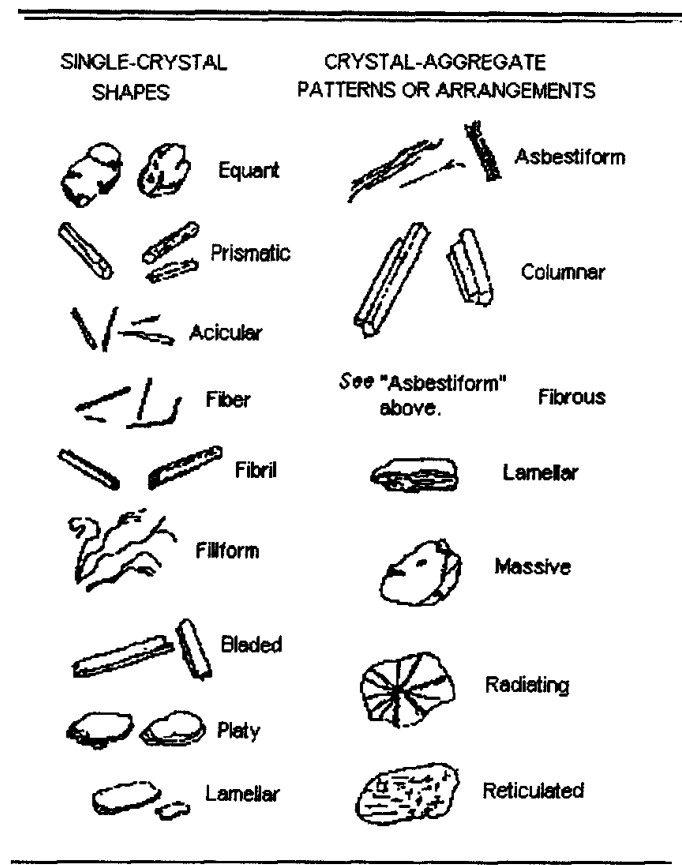 SINGLE-CRYSTAL
SHAPES
Equant
Prismatic
Acicular
Fiber
Fibril
Filiform
Bladed
Platy
Lamellar
CRYSTAL-AGGREGATE
PATTERNS OR ARRANGEMENTS
Asbestiform
Columnar
See "Asbestiform"
above.
Fibrous
Lamellar
Massive
Radiating
Reticulated